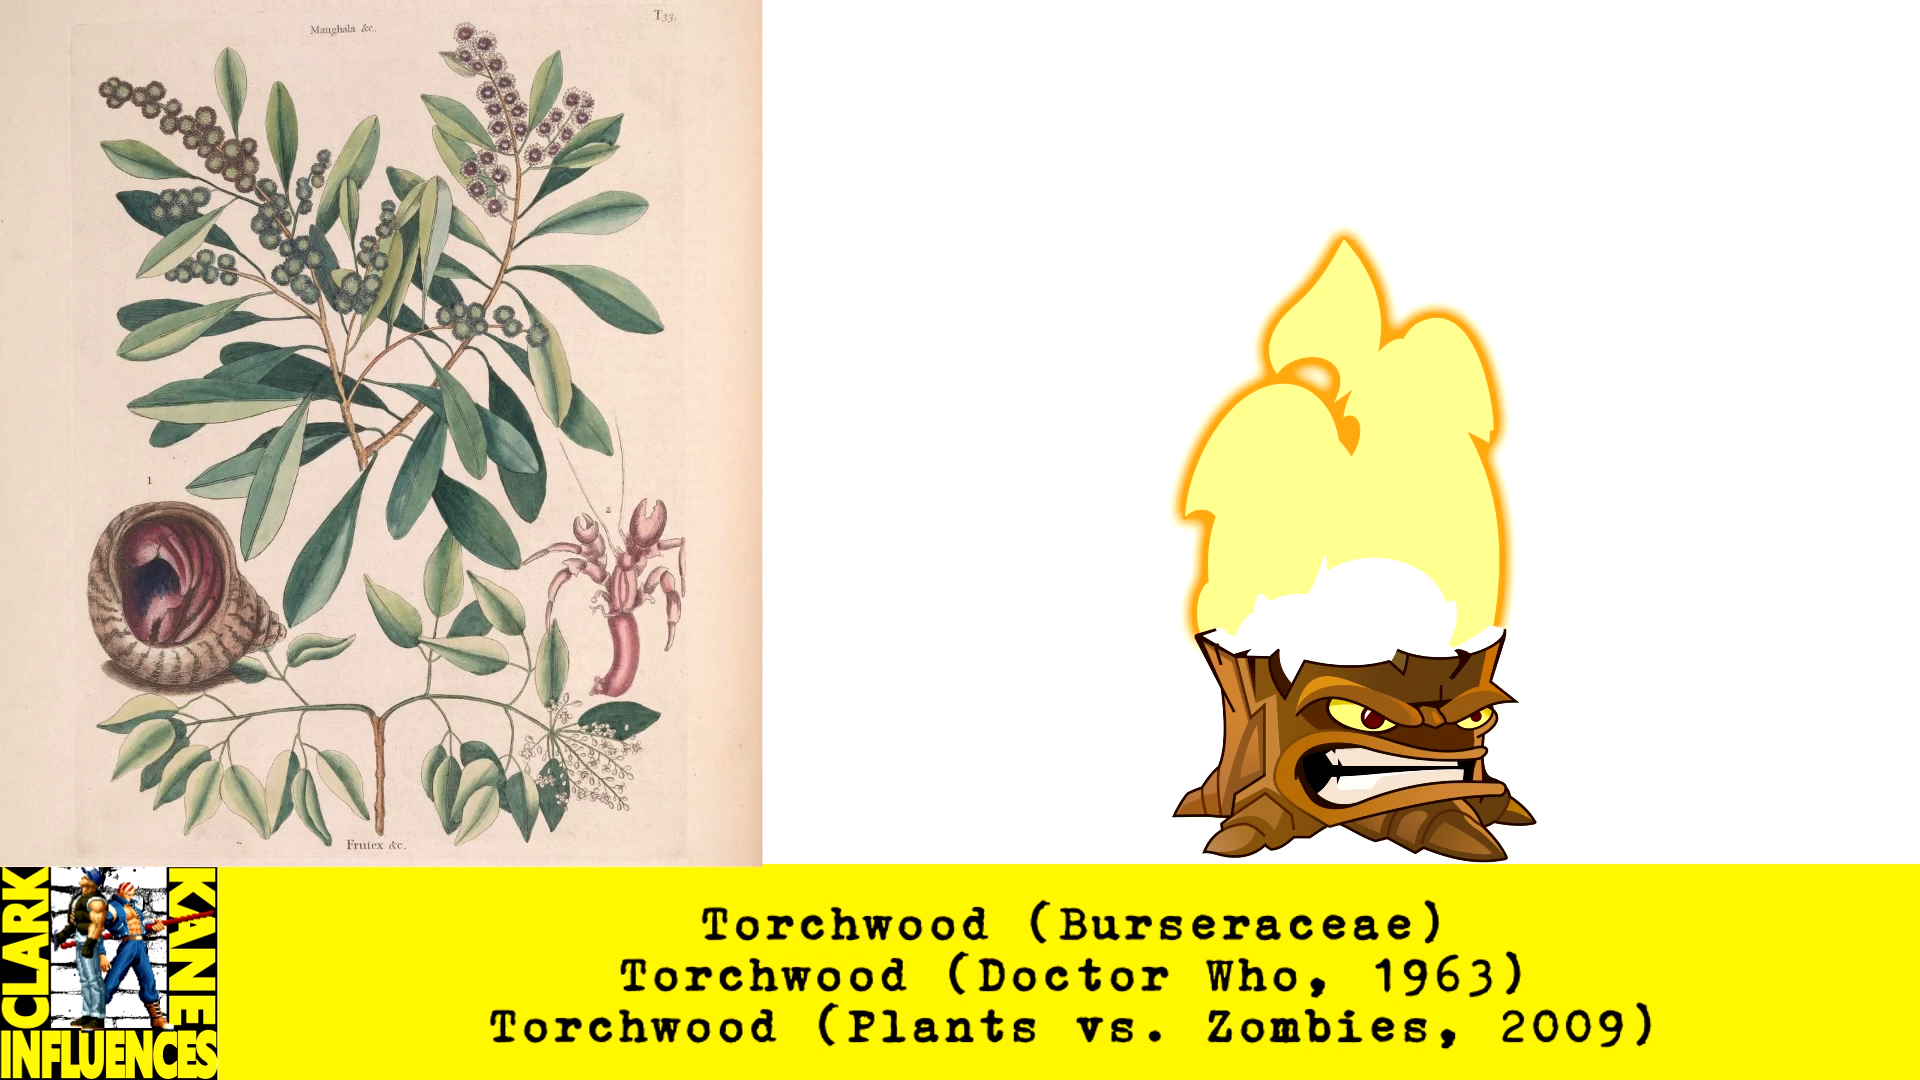 Manghala &c.
T33.
1
2
Frutex &c.
CLARK
KANE
INFLUENCES
Torchwood (Burseraceae)
Torchwood (Doctor Who, 1963)
Torchwood (Plants vs. Zombies, 2009)